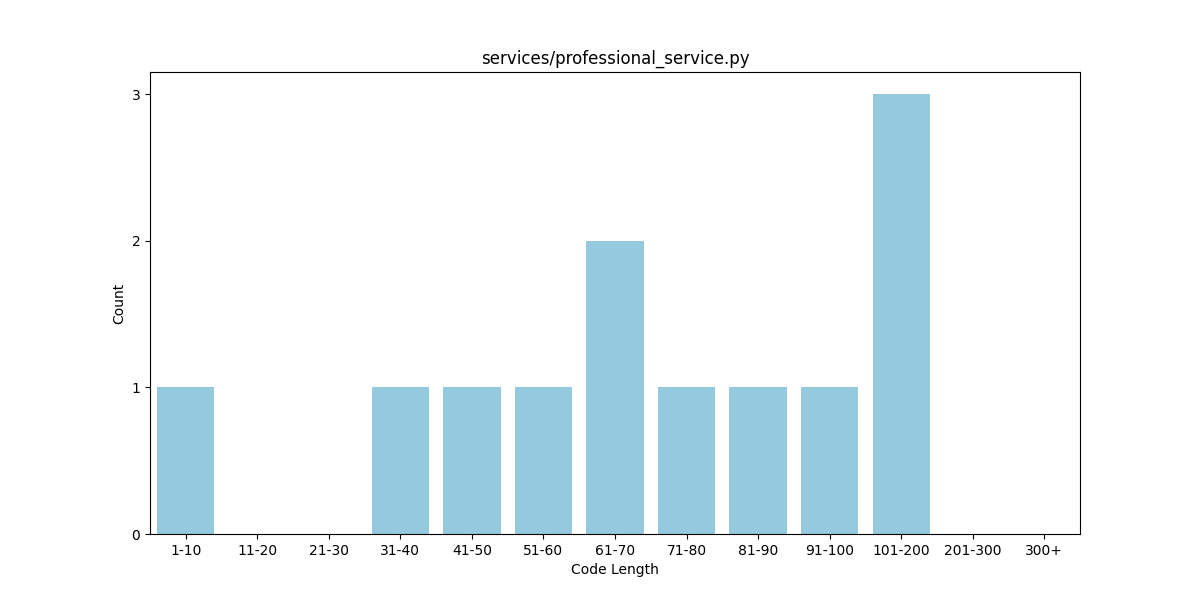 services/professional_service.py
3
2
1
0
Count
1-10 11-20 21-30 31-40 41-50 51-60 61-70 71-80 81-90 91-100 101-200 201-300 300+
Code Length